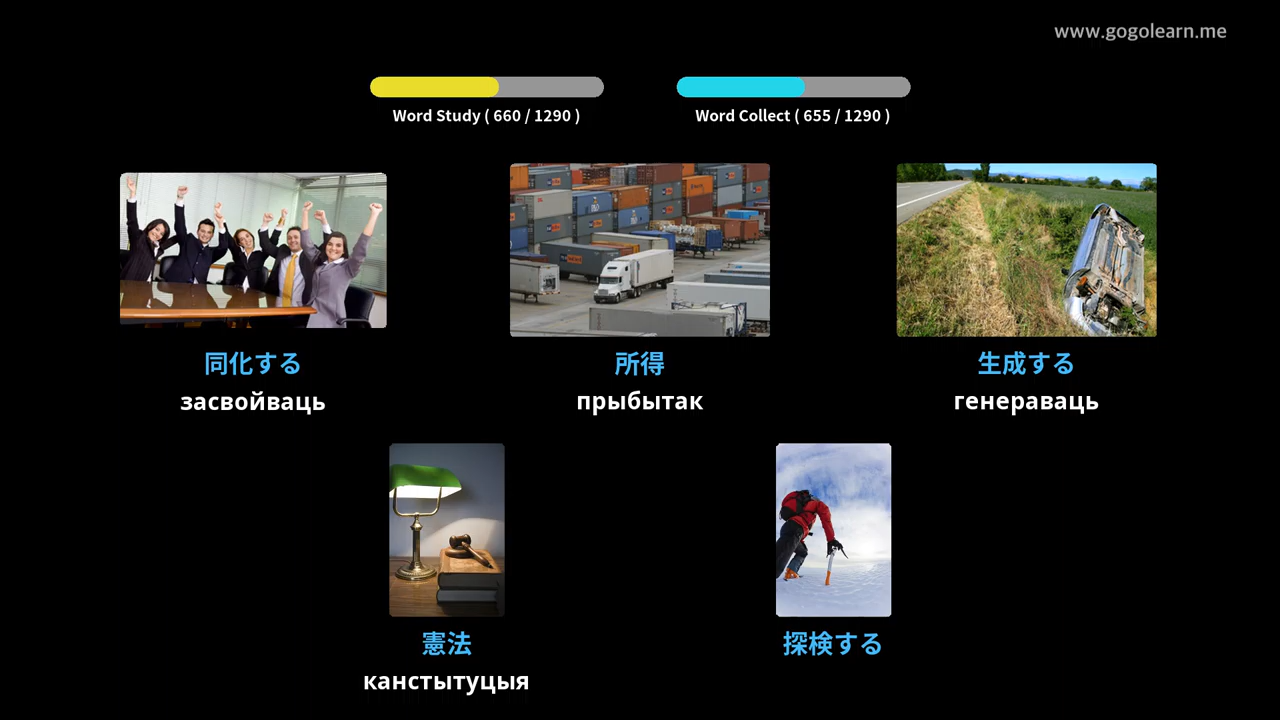 www.gogolearn.me
Word Study ( 660 / 1290 )
Word Collect ( 655 / 1290 )
同化する
所得
生成する
засвойваць
прыбытак
генераваць
憲法
探検する
канстытуцыя